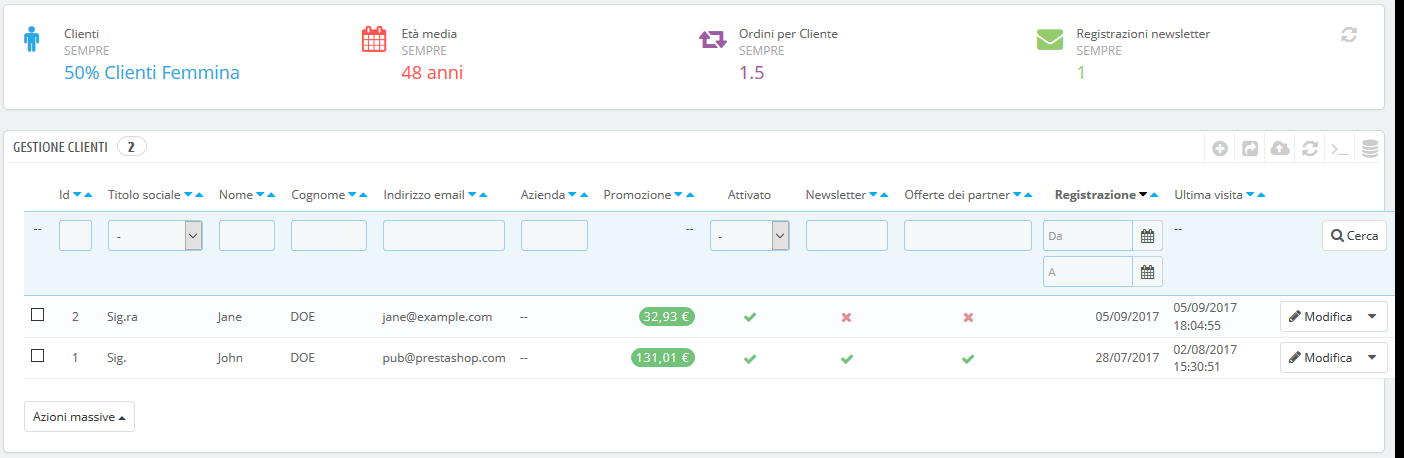 Clienti Età media Ordini per Cliente Registrazioni newsletter
SEMPRE SEMPRE SEMPRE SEMPRE
50% Clienti Femmina 48 anni 1.5 1
GESTIONE CLIENTI 2
Id Titolo sociale Nome Cognome Indirizzo email Azienda Promozione Attivato Newsletter Offerte dei partner Registrazione Ultima visita
-- - -- - Da -- Cerca
A
2 Sig.ra Jane DOE jane@example.com -- 32,93 € 05/09/2017 05/09/2017 18:04:55 Modifica
1 Sig. John DOE pub@prestashop.com -- 131,01 € 28/07/2017 02/08/2017 15:30:51 Modifica
Azioni massive